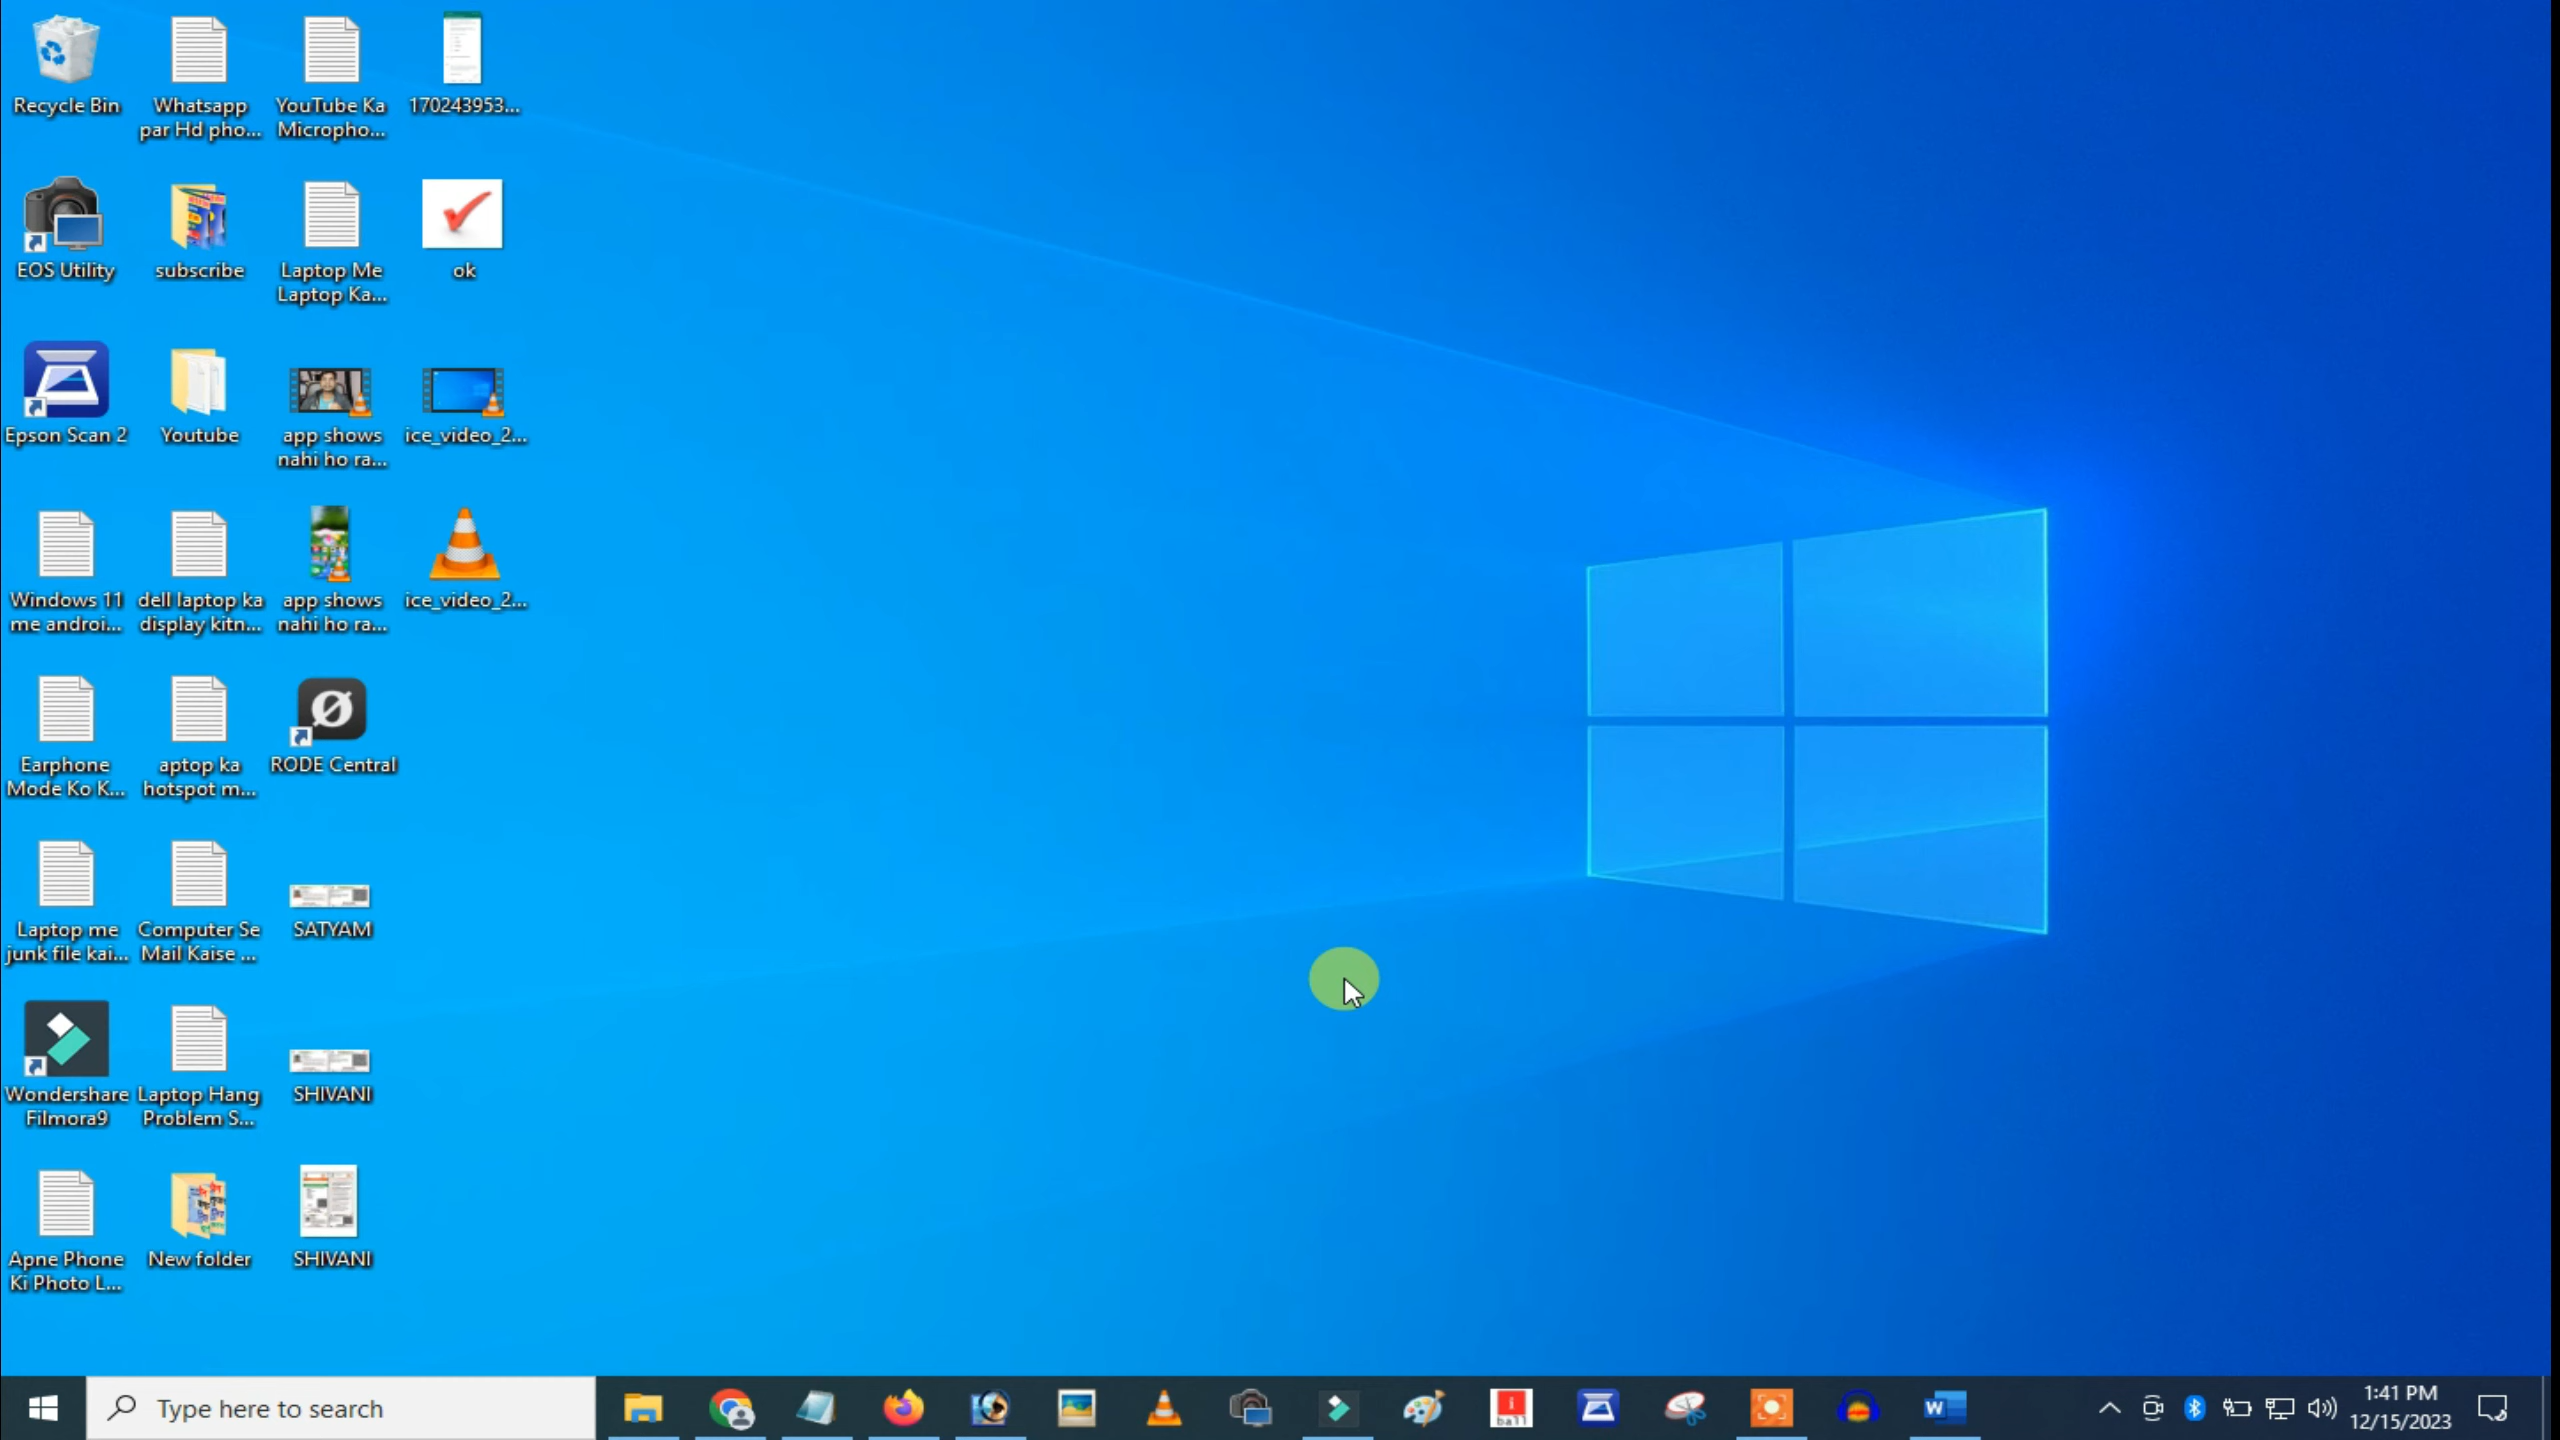 Recycle Bin
Whatsapp
par Hd pho...
YouTube Ka
Micropho...
170243953...
EOS Utility
subscribe
Laptop Me
Laptop Ka...
ok
Epson Scan 2
Youtube
app shows
nahi ho ra...
ice_video_2...
Windows 11
me androi...
dell laptop ka
display kitn...
app shows
nahi ho ra...
ice_video_2...
Earphone
Mode Ko K...
aptop ka
hotspot m...
RODE Central
Laptop me
junk file kai...
Computer Se
Mail Kaise ...
SATYAM
Wondershare
Filmora9
Laptop Hang
Problem S...
SHIVANI
Apne Phone
Ki Photo L...
New folder
SHIVANI
Type here to search
i
ball
W
1:41 PM
12/15/2023